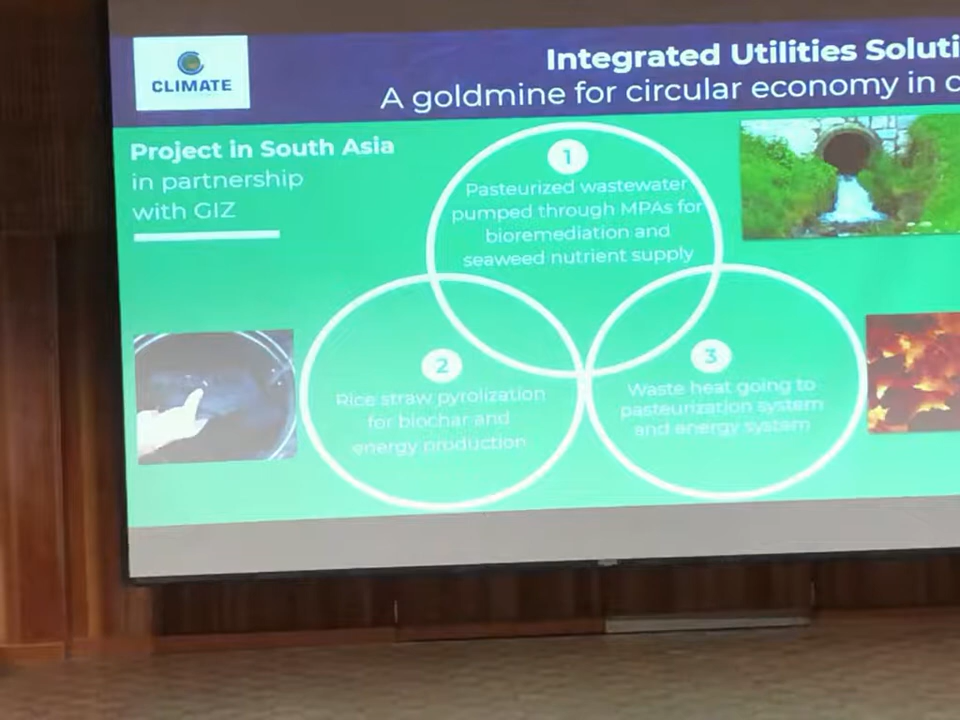 CLIMATE
Integrated Utilities
A goldmine for circular economy in
Project in South Asia
in partnership
with GIZ
1
Pasteurized wastewater
pumped through MPAs for
bioremediation and
seaweed nutrient supply
2
Rice straw pyrolization
for biochar and
energy production
3
Waste heat going to
pasteurization system
and energy system